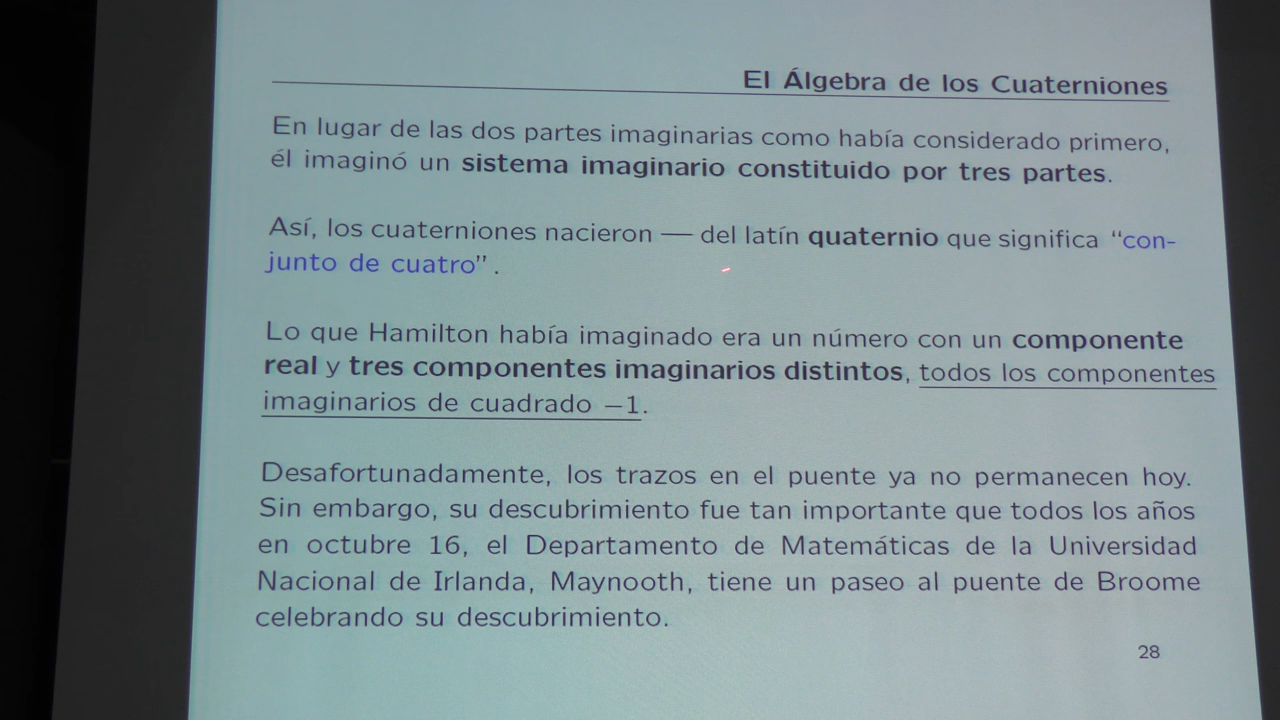 El Álgebra de los Cuaterniones
En lugar de las dos partes imaginarias como había considerado primero,
él imaginó un sistema imaginario constituido por tres partes.
Así, los cuaterniones nacieron — del latín quaternio que significa “con-
junto de cuatro”.
Lo que Hamilton había imaginado era un número con un componente
real y tres componentes imaginarios distintos, todos los componentes
imaginarios de cuadrado −1.
Desafortunadamente, los trazos en el puente ya no permanecen hoy.
Sin embargo, su descubrimiento fue tan importante que todos los años
en octubre 16, el Departamento de Matemáticas de la Universidad
Nacional de Irlanda, Maynooth, tiene un paseo al puente de Broome
celebrando su descubrimiento.
28